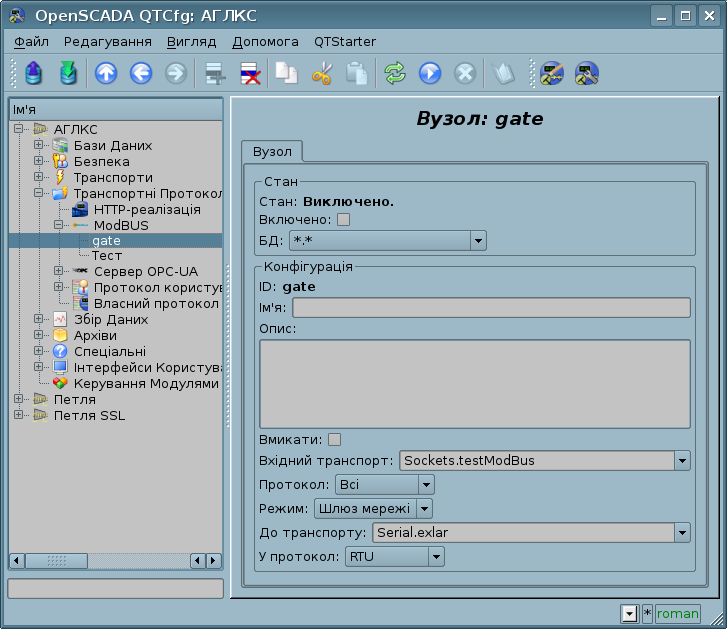 OpenSCADA QTCfg: АГЛКС
Файл Редагування Вигляд Допомога QTStarter
Ім'я
АГЛКС
Бази Даних
Безпека
Транспорти
Транспортні Протокол
HTTP-реалізація
ModBUS
gate
Тест
Сервер OPC-UA
Протокол користув
Власний протокол
Збір Даних
Архіви
Спеціальні
Інтерфейси Користува
Керування Модулями
Петля
Петля SSL
Вузол: gate
Вузол
Стан
Стан: Виключено.
Включено:
БД: *.*
Конфігурація
ID: gate
Ім'я:
Опис:
Вмикати:
Вхідний транспорт: Sockets.testModBus
Протокол: Всі
Режим: Шлюз мережі
До транспорту: Serial.exlar
У протокол: RTU
* roman